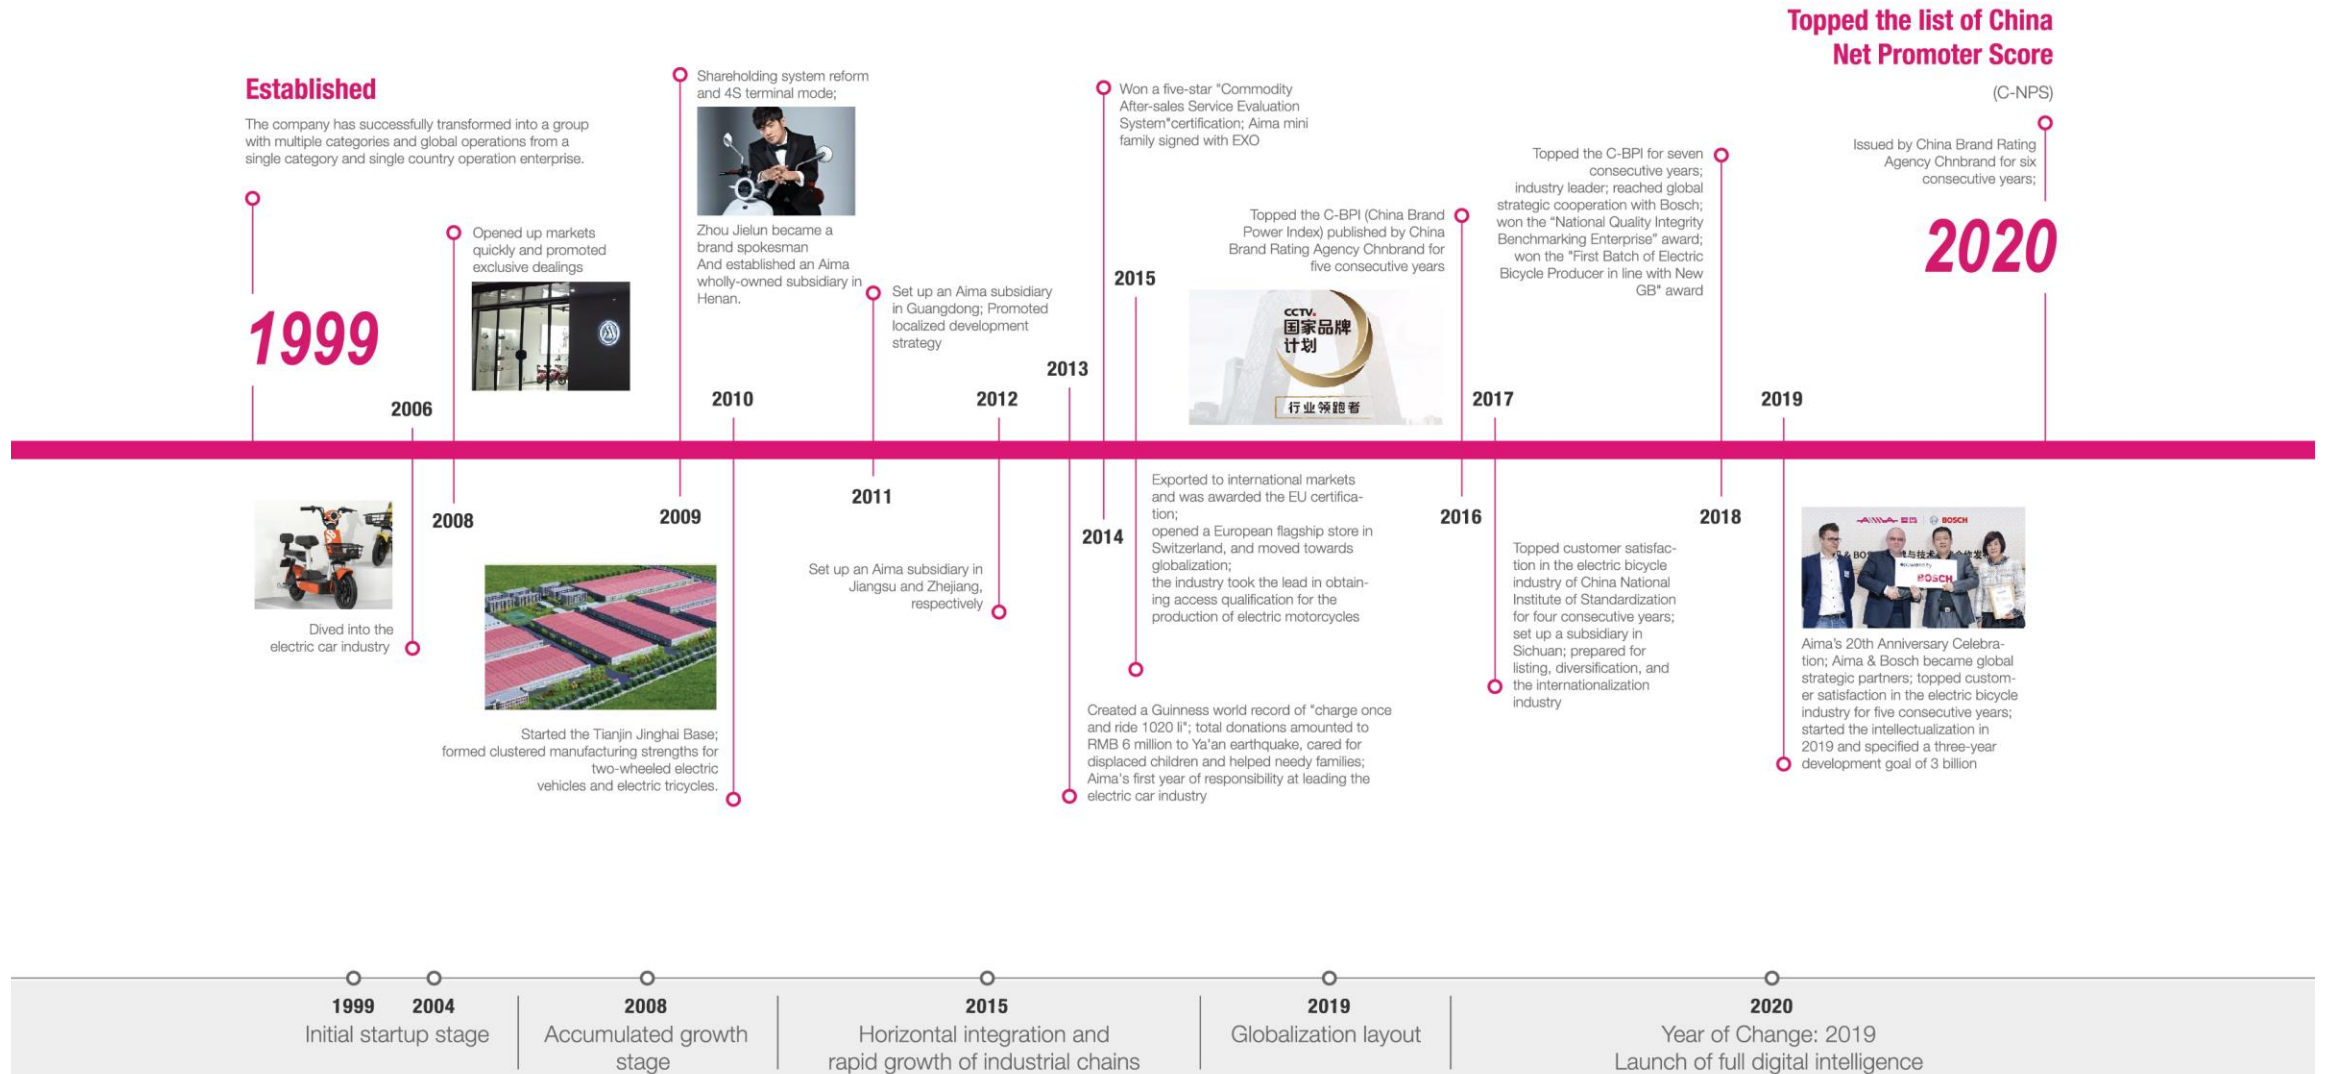 Topped the list of China
Net Promoter Score
(C-NPS)
Issued by China Brand Rating
Agency Chnbrand for six
consecutive years;
2020
Established
The company has successfully transformed into a group
with multiple categories and global operations from a
single category and single country operation enterprise.
1999
2006
Dived into the
electric car industry
Opened up markets
quickly and promoted
exclusive dealings
2008
Shareholding system reform
and 4S terminal mode;
Zhou Jielun became a
brand spokesman
And established an Aima
wholly-owned subsidiary in
Henan.
2009
2010
Started the Tianjin Jinghai Base;
formed clustered manufacturing strengths for
two-wheeled electric
vehicles and electric tricycles.
Set up an Aima subsidiary
in Guangdong; Promoted
localized development
strategy
2011
2012
Set up an Aima subsidiary in
Jiangsu and Zhejiang,
respectively
2013
Created a Guinness world record of "charge once
and ride 1020 li"; total donations amounted to
RMB 6 million to Ya'an earthquake, cared for
displaced children and helped needy families;
Aima's first year of responsibility at leading the
electric car industry
Won a five-star "Commodity
After-sales Service Evaluation
System"certification; Aima mini
family signed with EXO
2014
2015
Exported to international markets
and was awarded the EU certifica-
tion;
opened a European flagship store in
Switzerland, and moved towards
globalization;
the industry took the lead in obtain-
ing access qualification for the
production of electric motorcycles
Topped the C-BPI (China Brand
Power Index) published by China
Brand Rating Agency Chnbrand for
five consecutive years
CCTV.
国家品牌
计划
行业领跑者
2016
2017
Topped customer satisfac-
tion in the electric bicycle
industry of China National
Institute of Standardization
for four consecutive years;
set up a subsidiary in
Sichuan; prepared for
listing, diversification, and
the internationalization
industry
Topped the C-BPI for seven
consecutive years;
industry leader; reached global
strategic cooperation with Bosch;
won the “National Quality Integrity
Benchmarking Enterprise” award;
won the "First Batch of Electric
Bicycle Producer in line with New
GB" award
2018
2019
BOSCH
BOSCH
Aima's 20th Anniversary Celebra-
tion; Aima & Bosch became global
strategic partners; topped custom-
er satisfaction in the electric bicycle
industry for five consecutive years;
started the intellectualization in
2019 and specified a three-year
development goal of 3 billion
1999 2004
Initial startup stage
2008
Accumulated growth
stage
2015
Horizontal integration and
rapid growth of industrial chains
2019
Globalization layout
2020
Year of Change: 2019
Launch of full digital intelligence